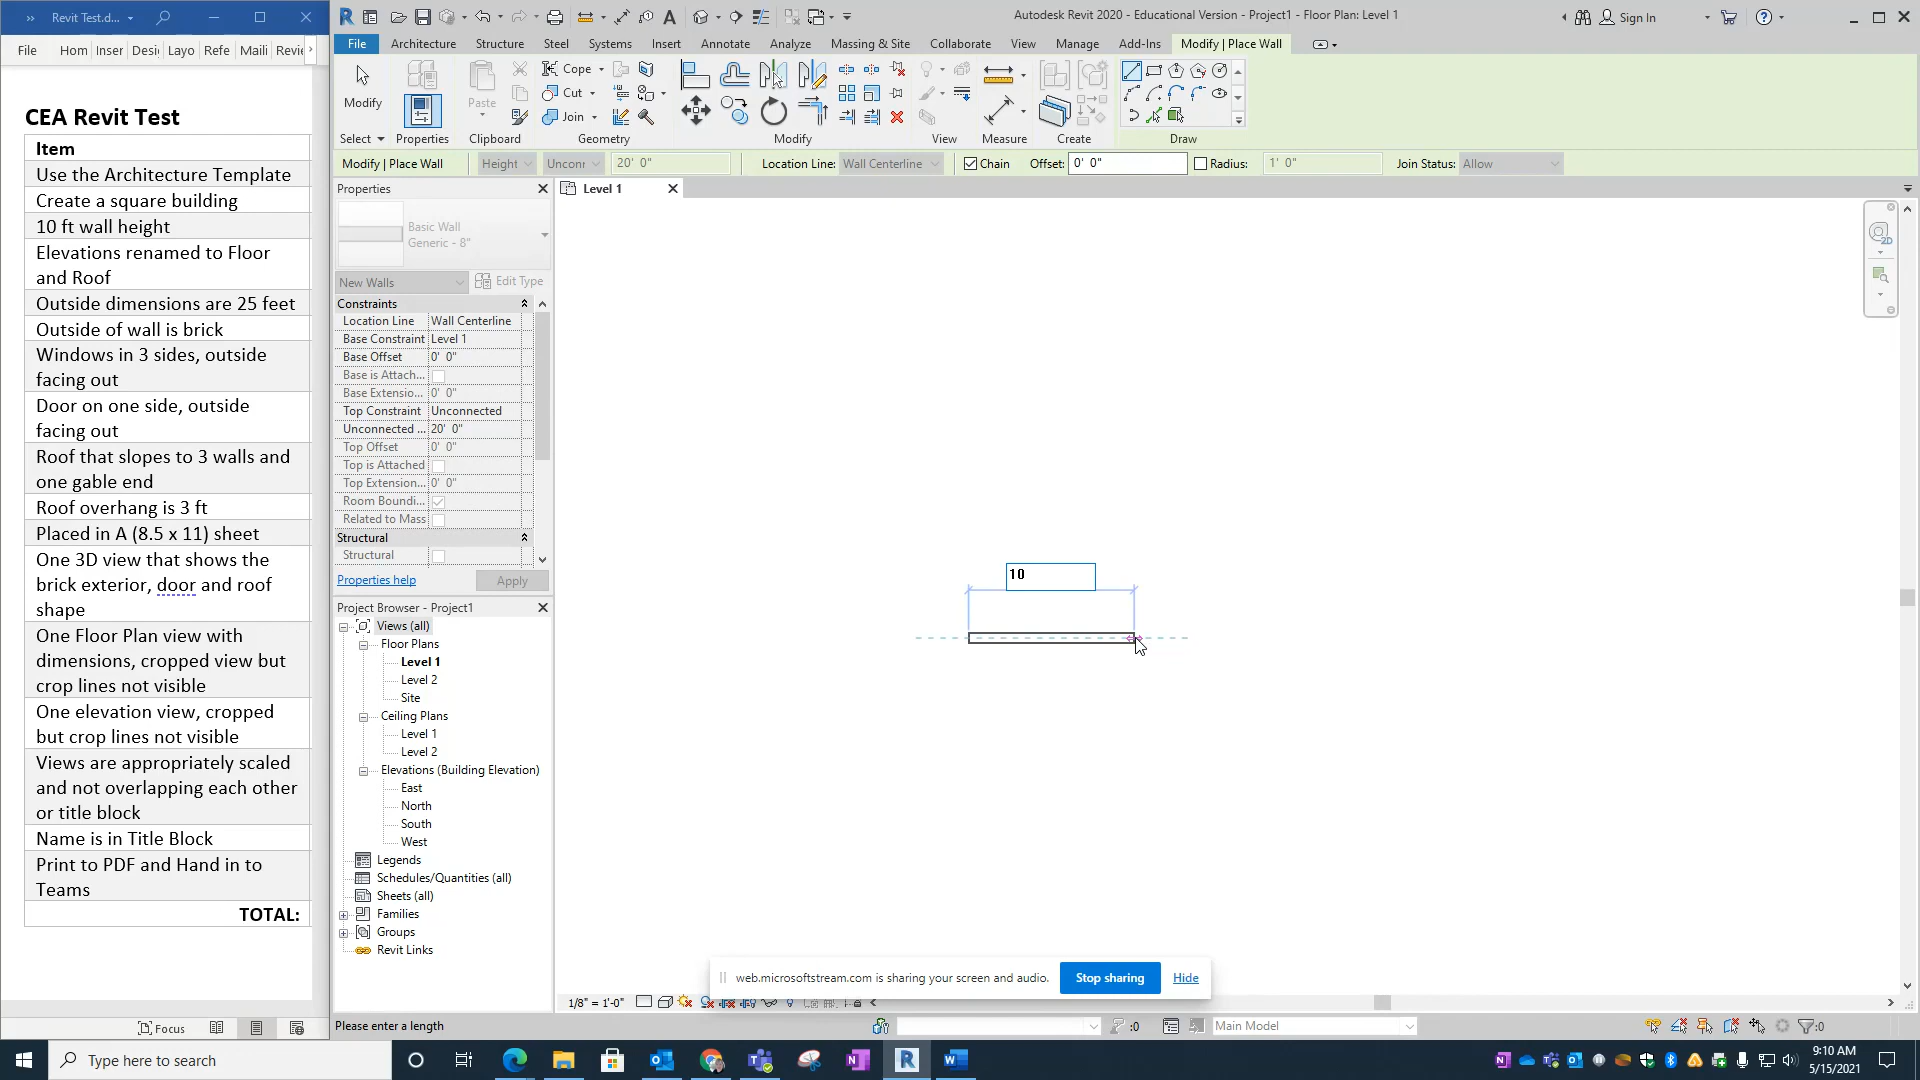 Revit Test.d...
File Hom Inser Desi Layo Refe Maili Revie
CEA Revit Test
Item
Use the Architecture Template
Create a square building
10 ft wall height
Elevations renamed to Floor
and Roof
Outside dimensions are 25 feet
Outside of wall is brick
Windows in 3 sides, outside
facing out
Door on one side, outside
facing out
Roof that slopes to 3 walls and
one gable end
Roof overhang is 3 ft
Placed in A (8.5 x 11) sheet
One 3D view that shows the
brick exterior, door and roof
shape
One Floor Plan view with
dimensions, cropped view but
crop lines not visible
One elevation view, cropped
but crop lines not visible
Views are appropriately scaled
and not overlapping each other
or title block
Name is in Title Block
Print to PDF and Hand in to
Teams
TOTAL:
Focus
Autodesk Revit 2020 - Educational Version - Project1 - Floor Plan: Level 1
Sign In
File Architecture Structure Steel Systems Insert Annotate Analyze Massing & Site Collaborate View Manage Add-Ins Modify | Place Wall
Modify
Paste
Cope
Cut
Join
Select Properties Clipboard Geometry Modify View Measure Create Draw
Modify | Place Wall Height Unconr 20' 0" Location Line: Wall Centerline Chain Offset: 0' 0" Radius: 1' 0" Join Status: Allow
Properties
Level 1
Basic Wall
Generic - 8"
New Walls Edit Type
Constraints
Location Line Wall Centerline
Base Constraint Level 1
Base Offset 0' 0"
Base is Attach...
Base Extensio... 0' 0"
Top Constraint Unconnected
Unconnected ... 20' 0"
Top Offset 0' 0"
Top is Attached
Top Extension... 0' 0"
Room Boundi...
Related to Mass
Structural
Structural
Properties help Apply
Project Browser - Project1
Views (all)
Floor Plans
Level 1
Level 2
Site
Ceiling Plans
Level 1
Level 2
Elevations (Building Elevation)
East
North
South
West
Legends
Schedules/Quantities (all)
Sheets (all)
Families
Groups
Revit Links
10
2D
web.microsoftstream.com is sharing your screen and audio. Stop sharing Hide
1/8" = 1'-0"
Please enter a length
:0
Main Model
:0
Type here to search
9:10 AM
5/15/2021